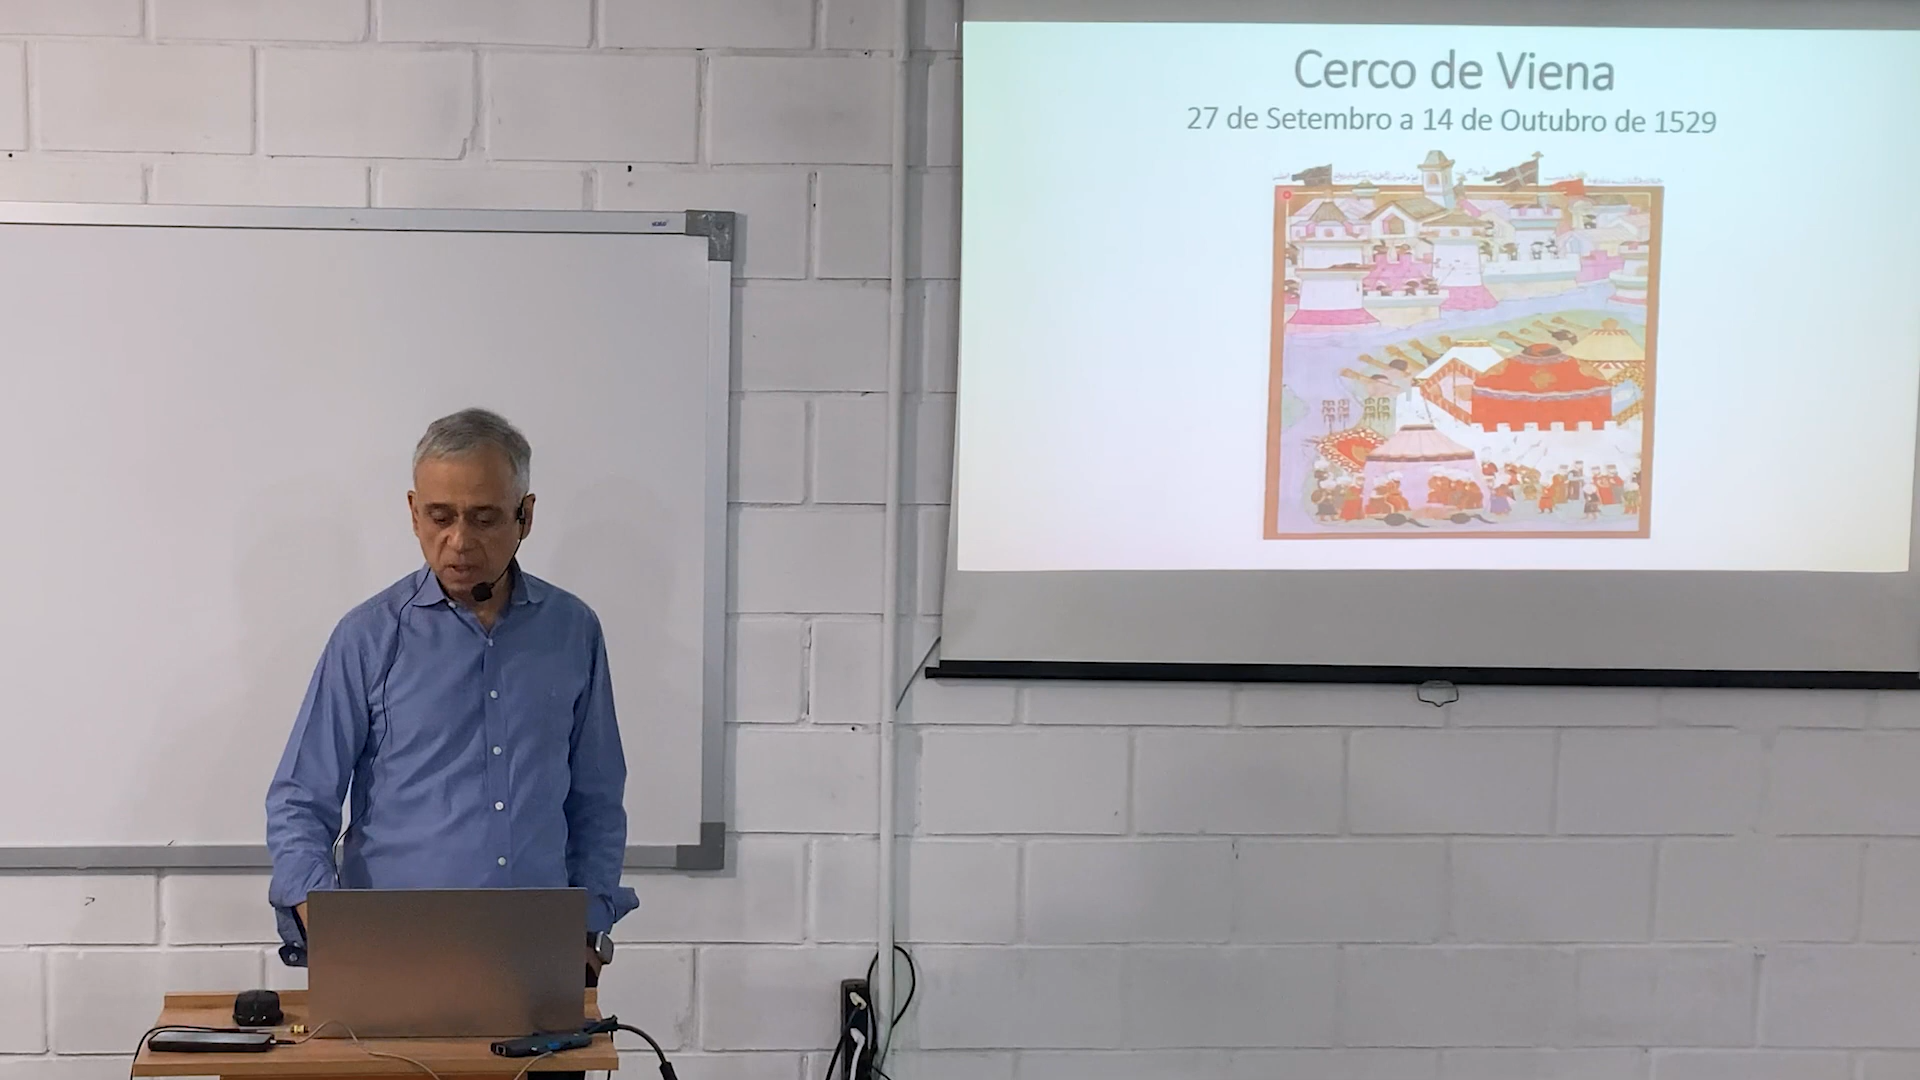 Cerco de Viena
27 de Setembro a 14 de Outubro de 1529